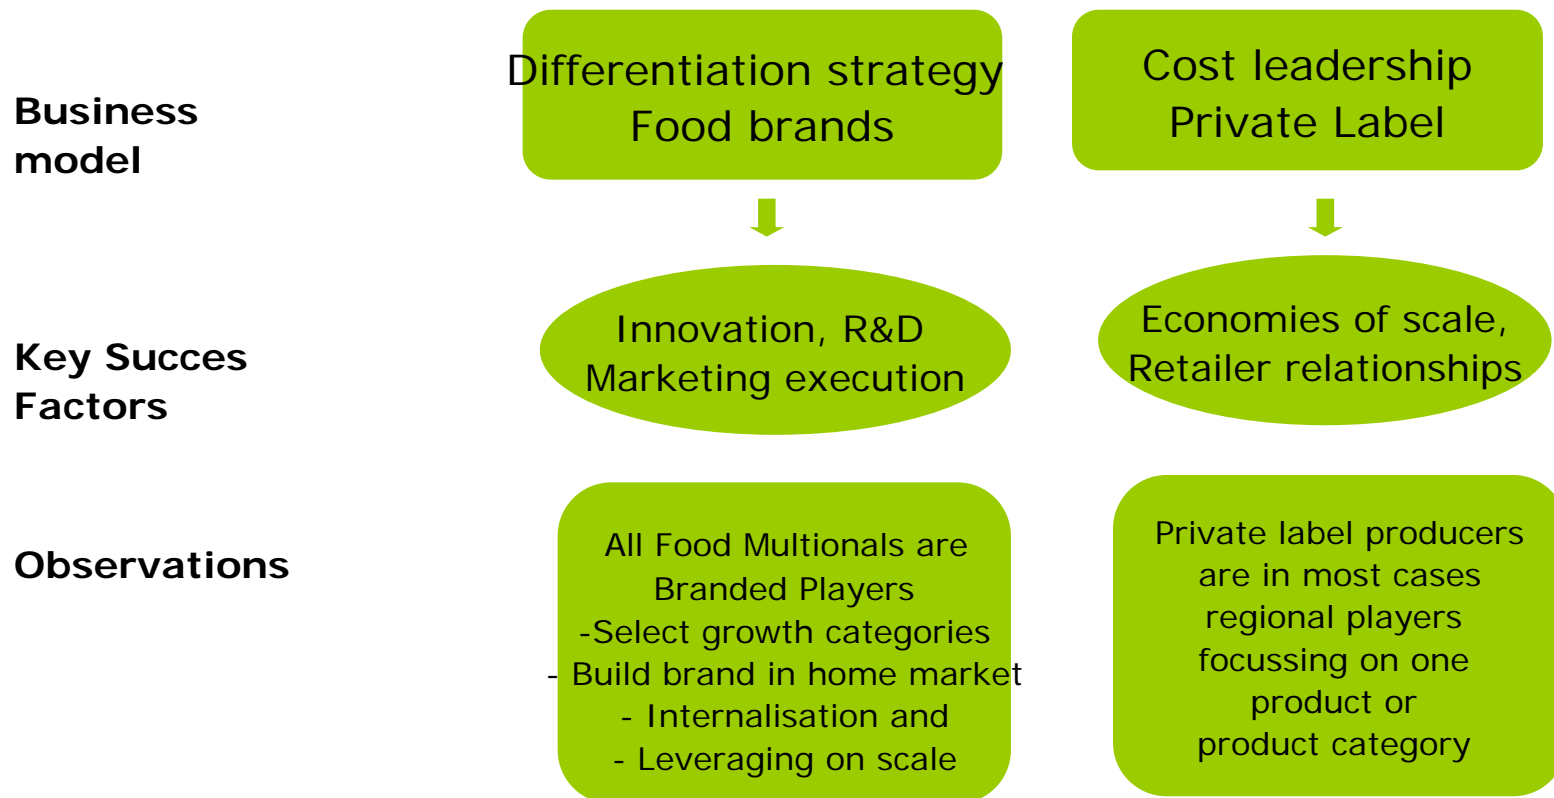 Business
model
Differentiation strategy
Food brands
Cost leadership
Private Label
Key Succes
Factors
Innovation, R&D
Marketing execution
Economies of scale,
Retailer relationships
Observations
All Food Multionals are
Branded Players
-Select growth categories
- Build brand in home market
- Internalisation and
- Leveraging on scale
Private label producers
are in most cases
regional players
focussing on one
product or
product category